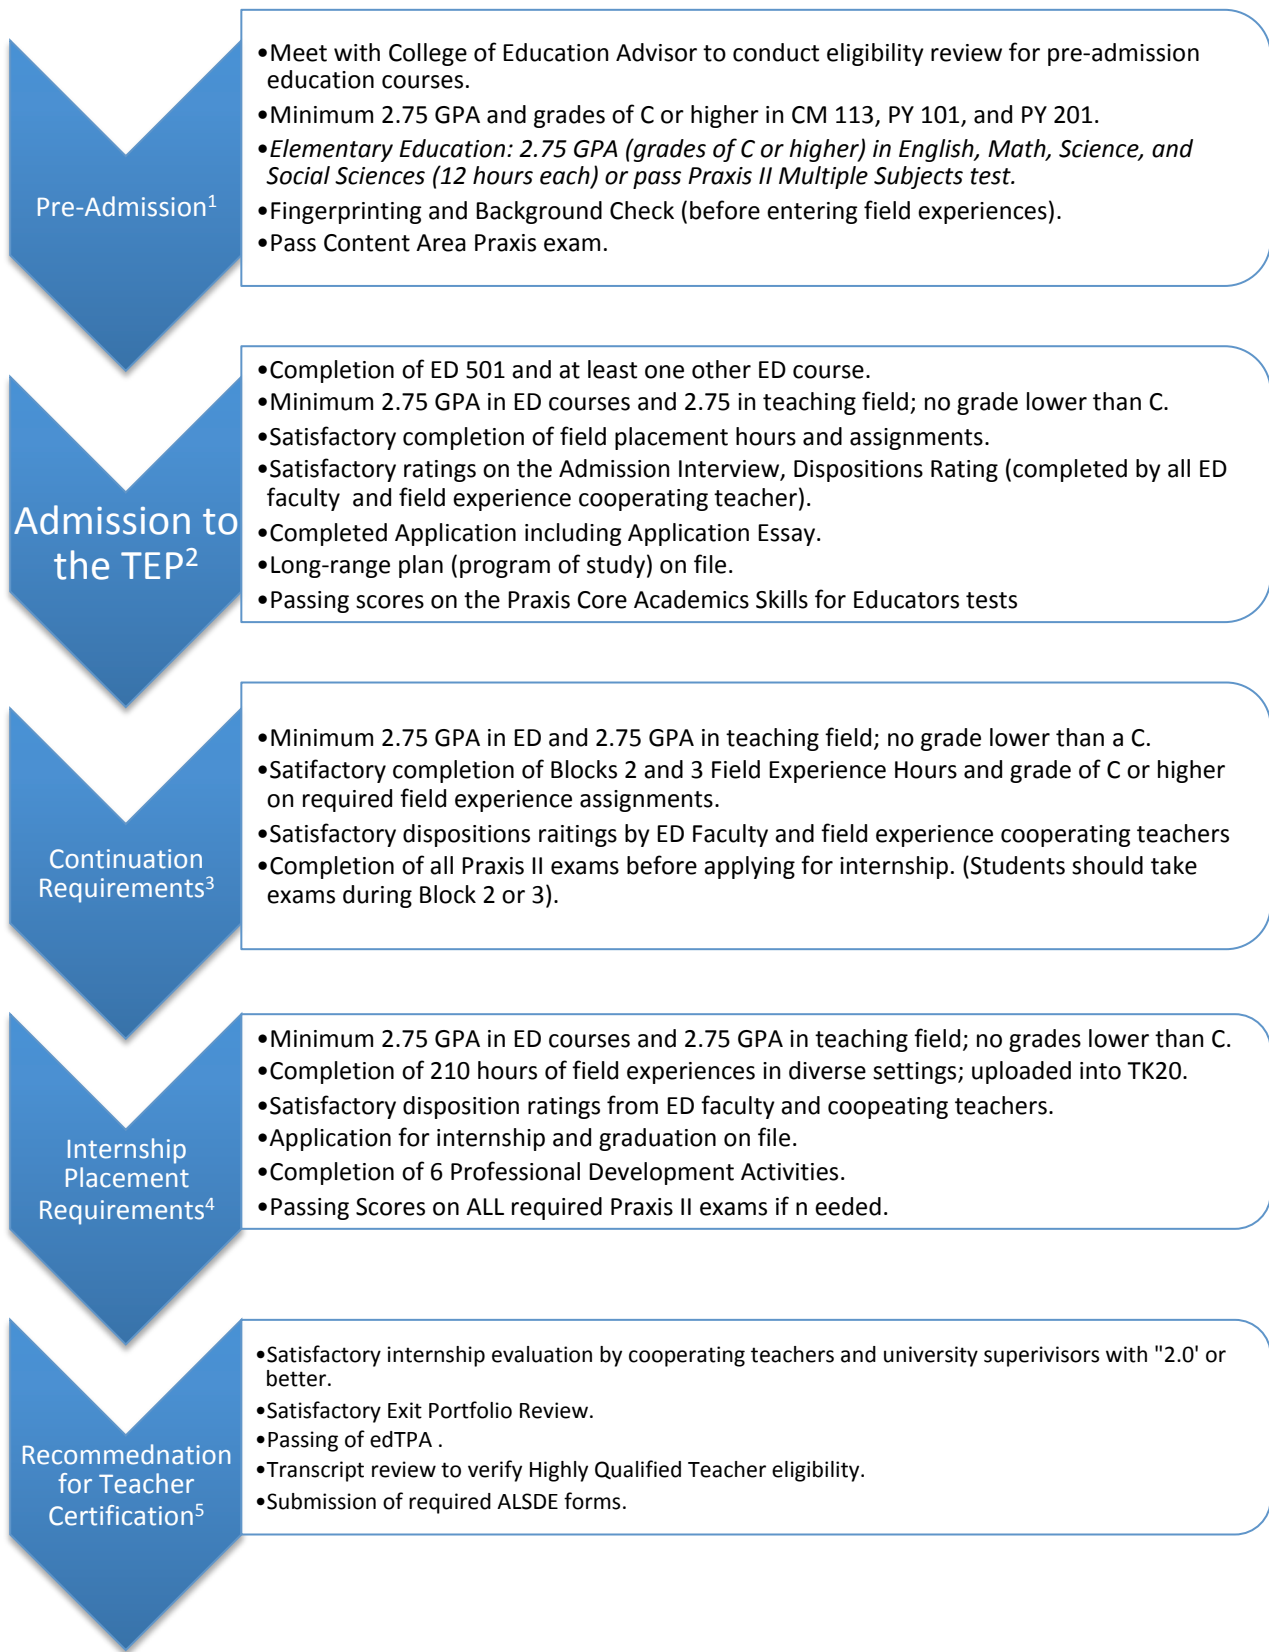 Pre-Admission1
•Meet with College of Education Advisor to conduct eligibility review for pre-admission
education courses.
•Minimum 2.75 GPA and grades of C or higher in CM 113, PY 101, and PY 201.
•Elementary Education: 2.75 GPA (grades of C or higher) in English, Math, Science, and
Social Sciences (12 hours each) or pass Praxis II Multiple Subjects test.
•Fingerprinting and Background Check (before entering field experiences).
•Pass Content Area Praxis exam.
Admission to
the TEP2
•Completion of ED 501 and at least one other ED course.
•Minimum 2.75 GPA in ED courses and 2.75 in teaching field; no grade lower than C.
•Satisfactory completion of field placement hours and assignments.
•Satisfactory ratings on the Admission Interview, Dispositions Rating (completed by all ED
faculty and field experience cooperating teacher).
•Completed Application including Application Essay.
•Long-range plan (program of study) on file.
•Passing scores on the Praxis Core Academics Skills for Educators tests
Continuation
Requirements3
•Minimum 2.75 GPA in ED and 2.75 GPA in teaching field; no grade lower than a C.
•Satifactory completion of Blocks 2 and 3 Field Experience Hours and grade of C or higher
on required field experience assignments.
•Satisfactory dispositions raitings by ED Faculty and field experience cooperating teachers
•Completion of all Praxis II exams before applying for internship. (Students should take
exams during Block 2 or 3).
Internship
Placement
Requirements4
•Minimum 2.75 GPA in ED courses and 2.75 GPA in teaching field; no grades lower than C.
•Completion of 210 hours of field experiences in diverse settings; uploaded into TK20.
•Satisfactory disposition ratings from ED faculty and coopeating teachers.
•Application for internship and graduation on file.
•Completion of 6 Professional Development Activities.
•Passing Scores on ALL required Praxis II exams if n eeded.
Recommednation
for Teacher
Certification5
•Satisfactory internship evaluation by cooperating teachers and university superivisors with "2.0' or
better.
•Satisfactory Exit Portfolio Review.
•Passing of edTPA .
•Transcript review to verify Highly Qualified Teacher eligibility.
•Submission of required ALSDE forms.